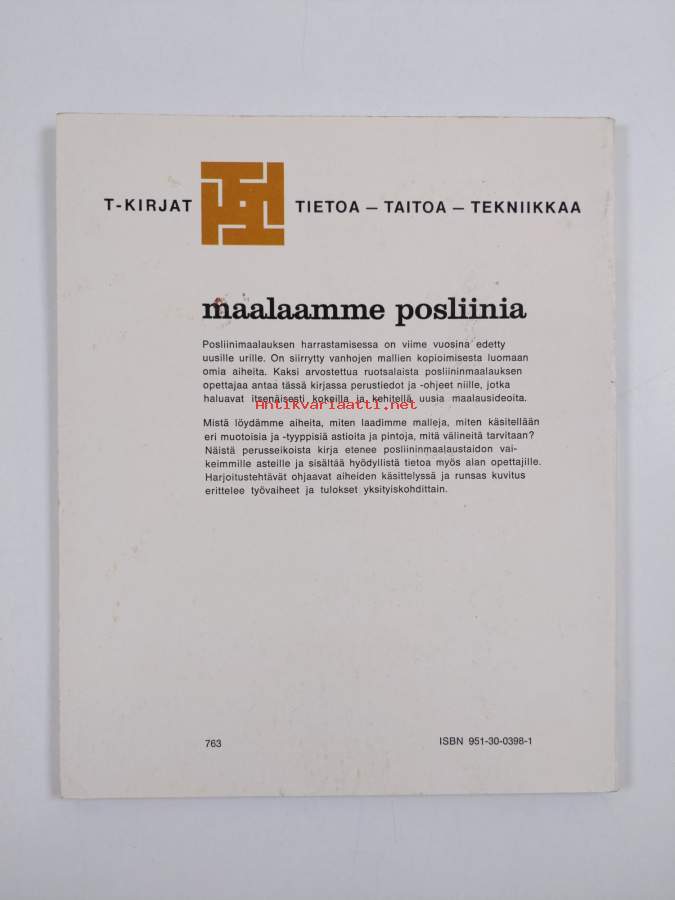 T-KIRJAT TIETOA — TAITOA — TEKNIIKKAA
maalaamme posliinia
Posliinimaalauksen harrastamisessa on viime vuosina edetty
uusille urille. On siirrytty vanhojen mallien kopioimisesta luomaan
omia aiheita. Kaksi arvostettua ruotsalaista posliininmaalauksen
opettajaa antaa tässä kirjassa perustiedot ja -ohjeet niille, jotka
haluavat itsenäisesti kokeilla ja kehitellä uusia maalausideoita.
Antikvariaatti.net
Mistä löydämme aiheita, miten laadimme malleja, miten käsitellään
eri muotoisia ja -tyyppisiä astioita ja pintoja, mitä välineitä tarvitaan?
Näistä perusseikoista kirja etenee posliininmaalaustaidon vai-
keimmille asteille ja sisältää hyödyllistä tietoa myös alan opettajille.
Harjoitustehtävät ohjaavat aiheiden käsittelyssä ja runsas kuvitus
erittelee työvaiheet ja tulokset yksityiskohdittain.
763 ISBN 951-30-0398-1